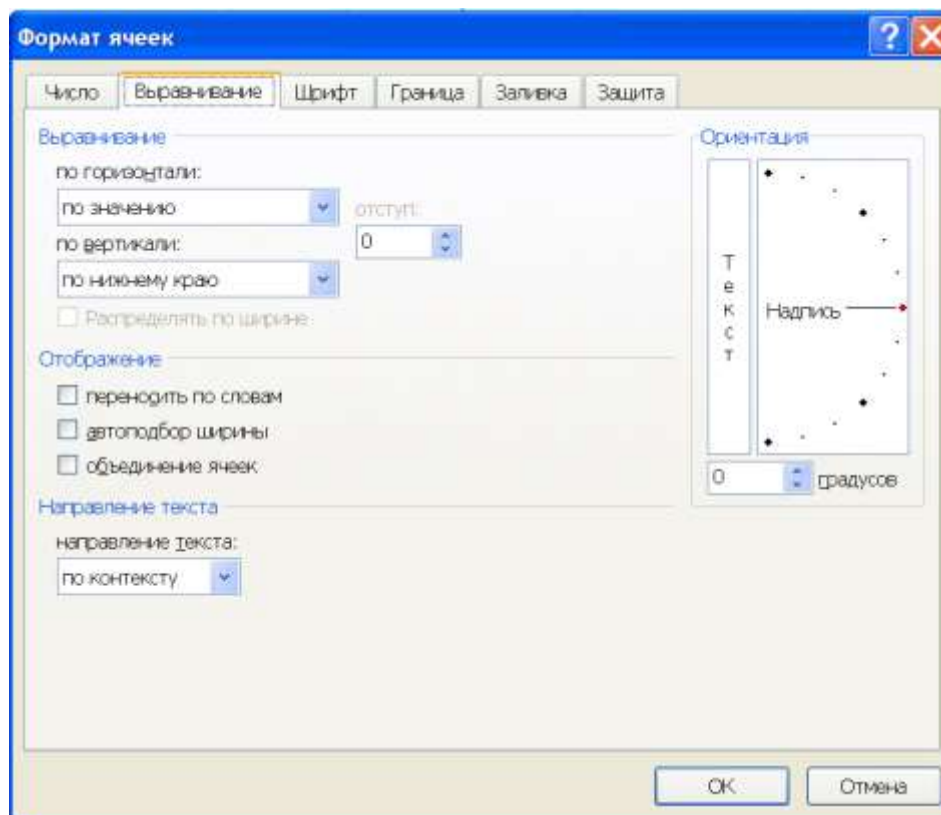 Формат ячеек
Число Выравнивание Шрифт Граница Заливка Защита
Выравнивание
по горизонтали:
по значению
отступ:
по вертикали:
0
по нижнему краю
Распределять по ширине
Отображение
переносить по словам
автоподбор ширины
объединение ячеек
Направление текста
направление текста:
по контексту
Ориентация
Текст
Надпись
0 градусов
ОК Отмена